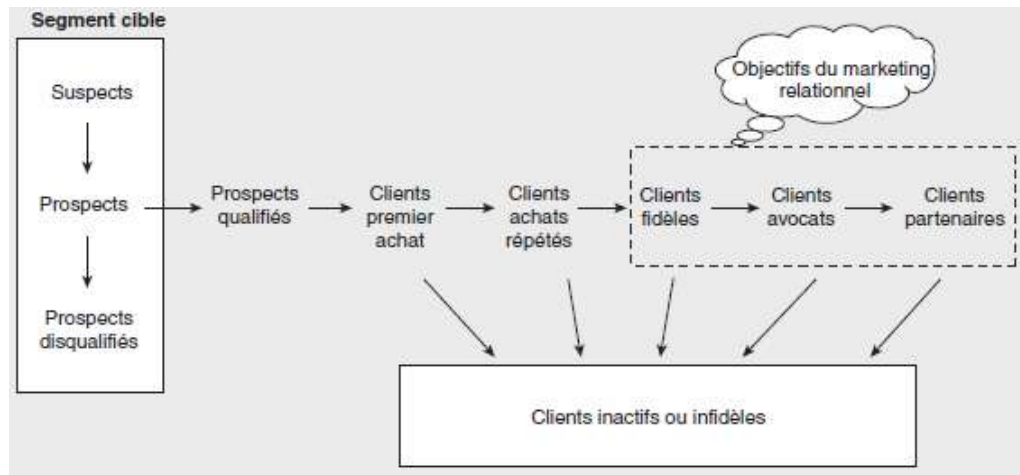 Segment cible
Suspects
Prospects
Prospects
disqualifiés
Prospects
qualifiés
Clients
premier
achat
Clients
achats
répétés
Objectifs du marketing
relationnel
Clients
fidèles
Clients
avocats
Clients
partenaires
Clients inactifs ou infidèles